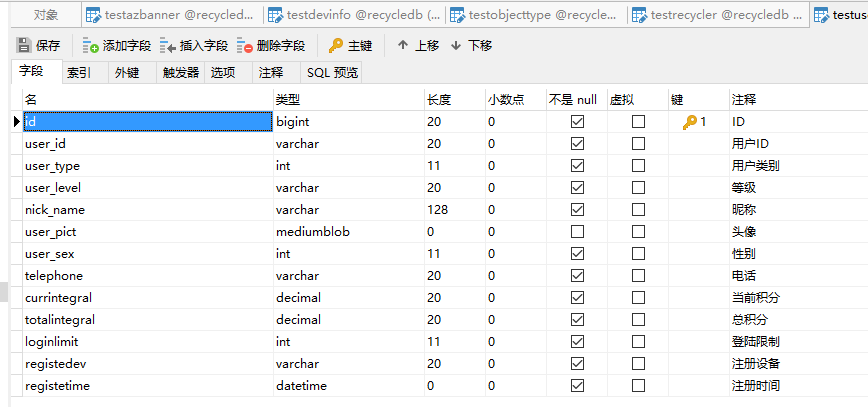 对象 testazbanner @recycled... testdevinfo @recycledb (... testobjecttype @recycle... testrecycler @recycledb ... testus
保存 添加字段 插入字段 删除字段 主键 上移 下移
字段 索引 外键 触发器 选项 注释 SQL 预览
名 类型 长度 小数点 不是 null 虚拟 键 注释
id bigint 20 0 1 ID
user_id varchar 20 0 用户ID
user_type int 11 0 用户类别
user_level varchar 20 0 等级
nick_name varchar 128 0 昵称
user_pict mediumblob 0 0 头像
user_sex int 11 0 性别
telephone varchar 20 0 电话
currintegral decimal 20 0 当前积分
totalintegral decimal 20 0 总积分
loginlimit int 11 0 登陆限制
registedev varchar 20 0 注册设备
registetime datetime 0 0 注册时间